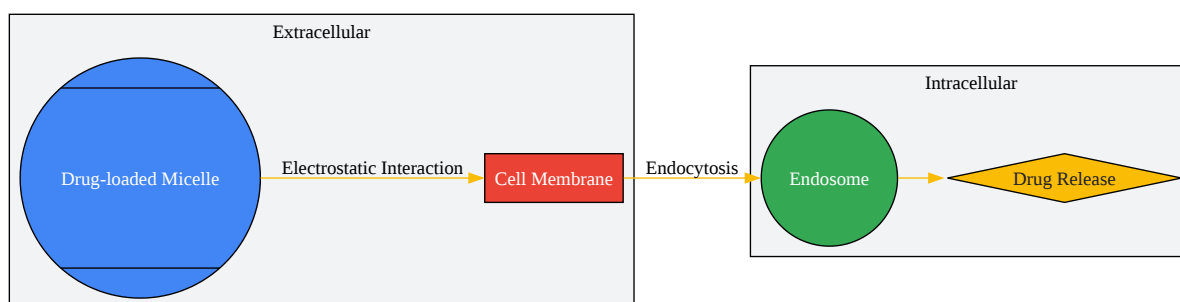 Extracellular
Drug-loaded Micelle
Electrostatic Interaction
Cell Membrane
Endocytosis
Intracellular
Endosome
Drug Release